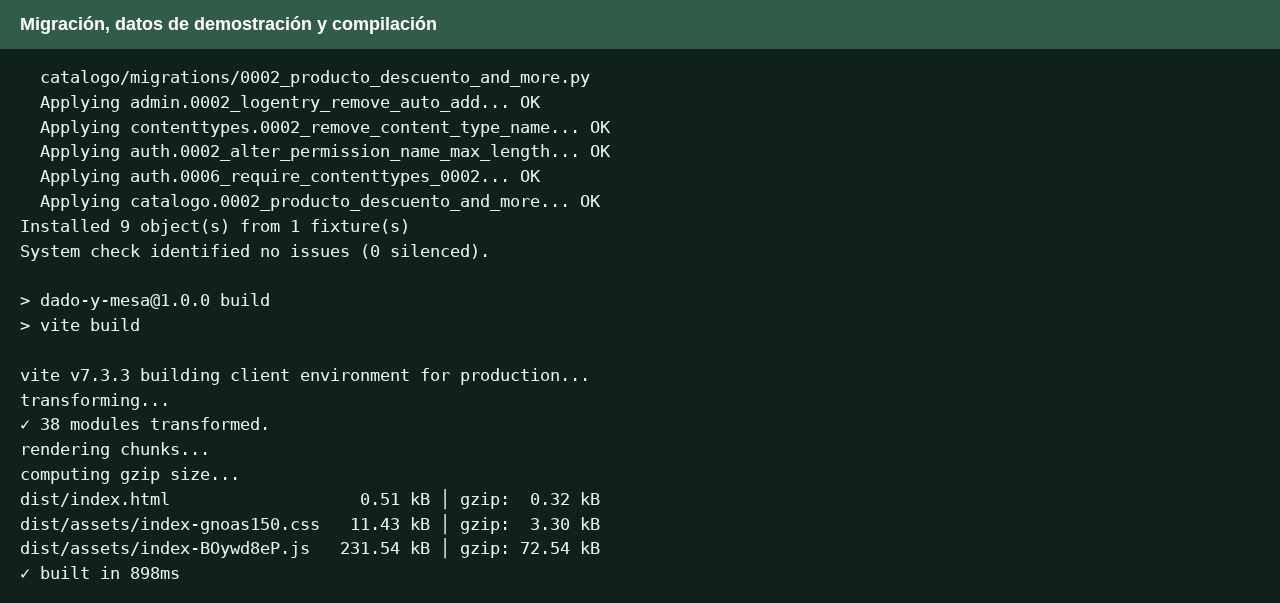 Migración, datos de demostración y compilación
  catalogo/migrations/0002_producto_descuento_and_more.py
  Applying admin.0002_logentry_remove_auto_add... OK
  Applying contenttypes.0002_remove_content_type_name... OK
  Applying auth.0002_alter_permission_name_max_length... OK
  Applying auth.0006_require_contenttypes_0002... OK
  Applying catalogo.0002_producto_descuento_and_more... OK
Installed 9 object(s) from 1 fixture(s)
System check identified no issues (0 silenced).

> dado-y-mesa@1.0.0 build
> vite build

vite v7.3.3 building client environment for production...
transforming...
✓ 38 modules transformed.
rendering chunks...
computing gzip size...
dist/index.html                   0.51 kB │ gzip:  0.32 kB
dist/assets/index-gnoas150.css   11.43 kB │ gzip:  3.30 kB
dist/assets/index-BOywd8eP.js   231.54 kB │ gzip: 72.54 kB
✓ built in 898ms